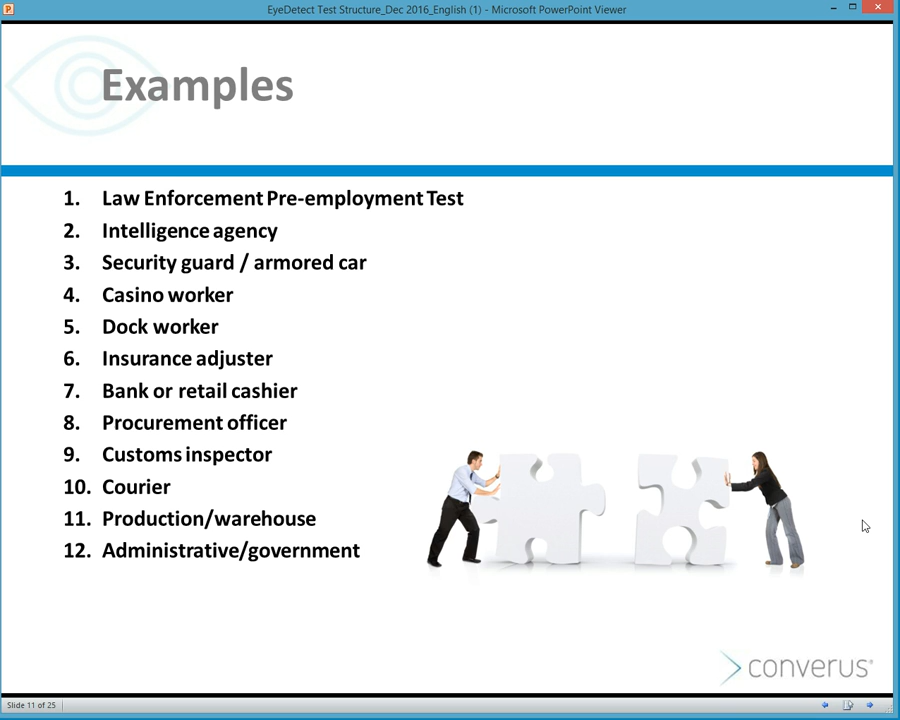 EyeDetect Test Structure_Dec 2016_English (1) - Microsoft PowerPoint Viewer
Examples
1. Law Enforcement Pre-employment Test
2. Intelligence agency
3. Security guard / armored car
4. Casino worker
5. Dock worker
6. Insurance adjuster
7. Bank or retail cashier
8. Procurement officer
9. Customs inspector
10. Courier
11. Production/warehouse
12. Administrative/government
converus®
Slide 11 of 25